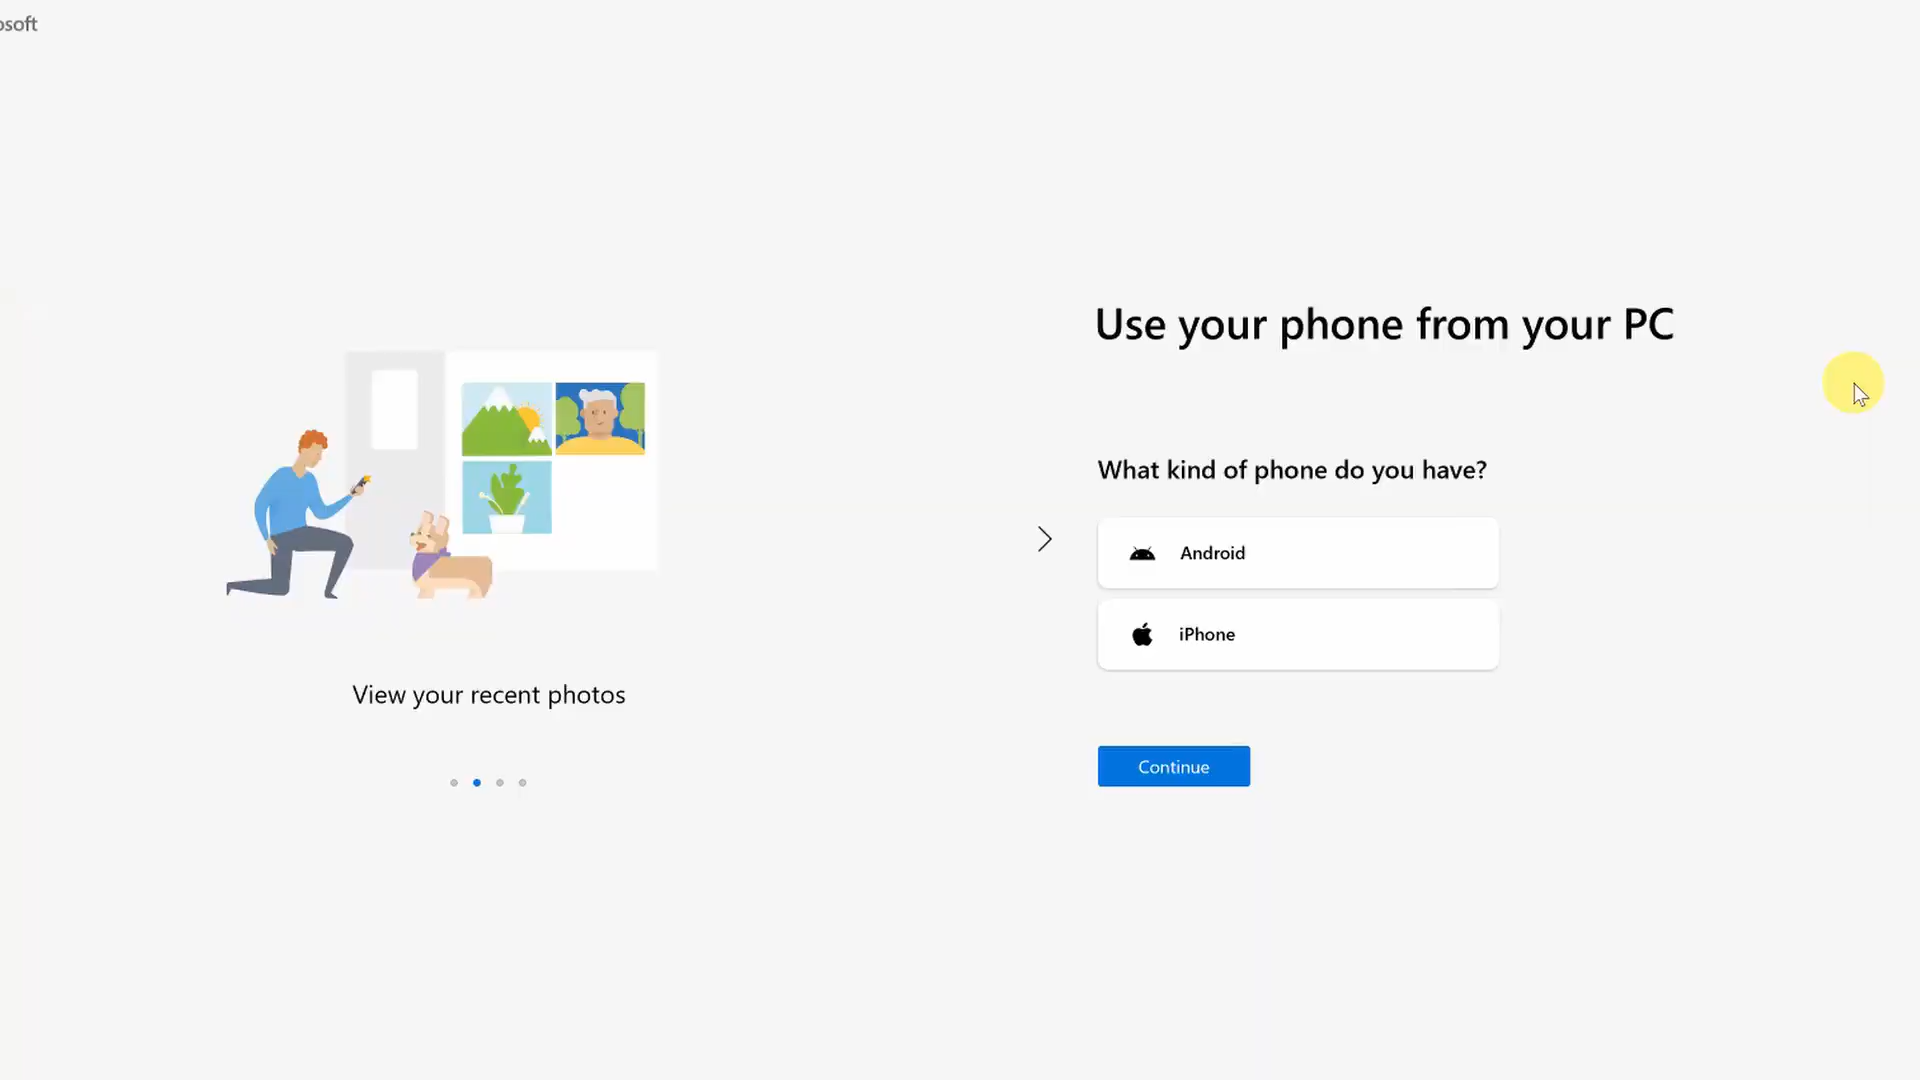 osoft
Use your phone from your PC
What kind of phone do you have?
Android
iPhone
View your recent photos
Continue